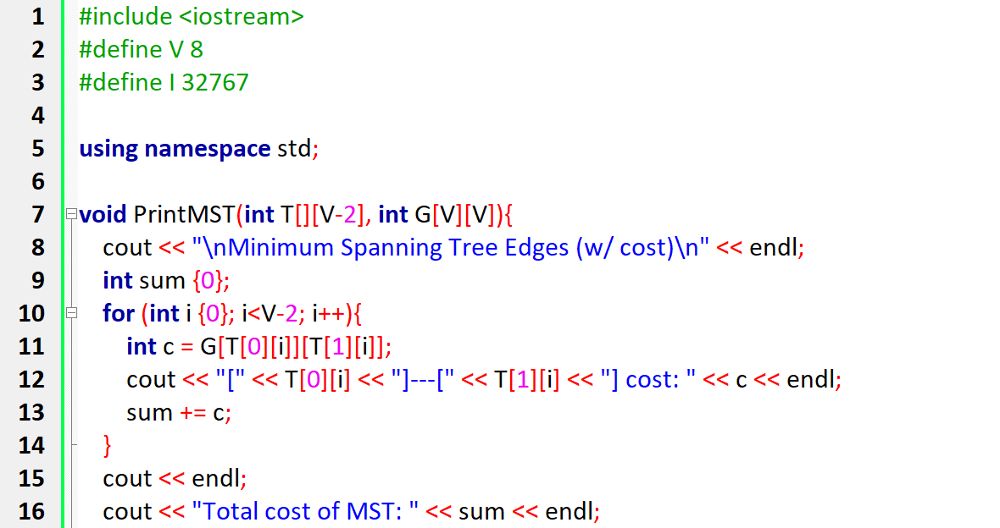 1 #include <iostream>
2 #define V 8
3 #define I 32767
4
5 using namespace std;
6
7 void PrintMST(int T[][V-2], int G[V][V]){
8 cout << "\nMinimum Spanning Tree Edges (w/ cost)\n" << endl;
9 int sum {0};
10 for (int i {0}; i<V-2; i++){
11 int c = G[T[0][i]][T[1][i]];
12 cout << "[" << T[0][i] << "]---[" << T[1][i] << "] cost: " << c << endl;
13 sum += c;
14 }
15 cout << endl;
16 cout << "Total cost of MST: " << sum << endl;